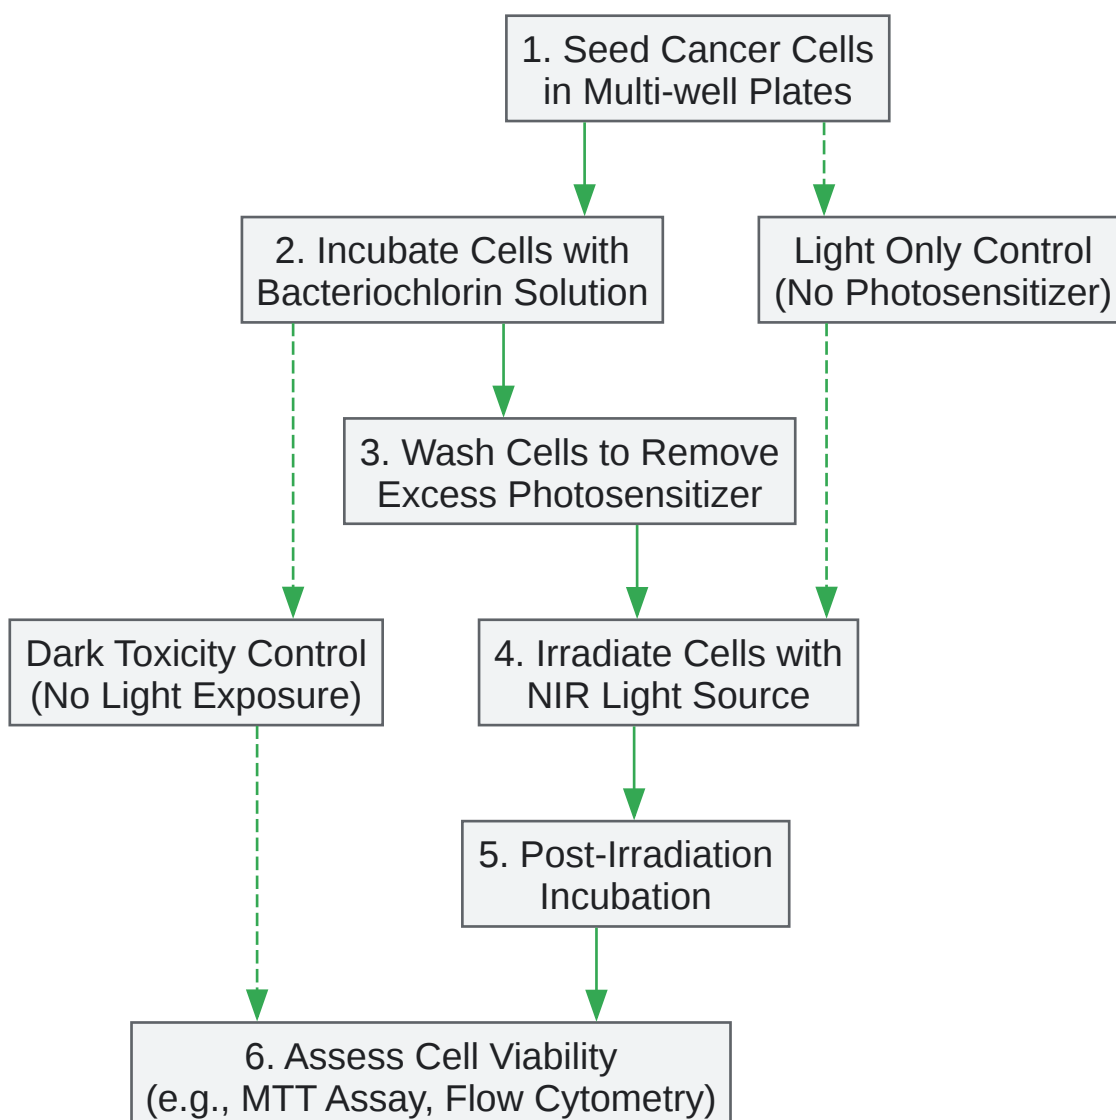 1. Seed Cancer Cells
in Multi-well Plates
2. Incubate Cells with
Bacteriochlorin Solution
Light Only Control
(No Photosensitizer)
3. Wash Cells to Remove
Excess Photosensitizer
Dark Toxicity Control
(No Light Exposure)
4. Irradiate Cells with
NIR Light Source
5. Post-Irradiation
Incubation
6. Assess Cell Viability
(e.g., MTT Assay, Flow Cytometry)